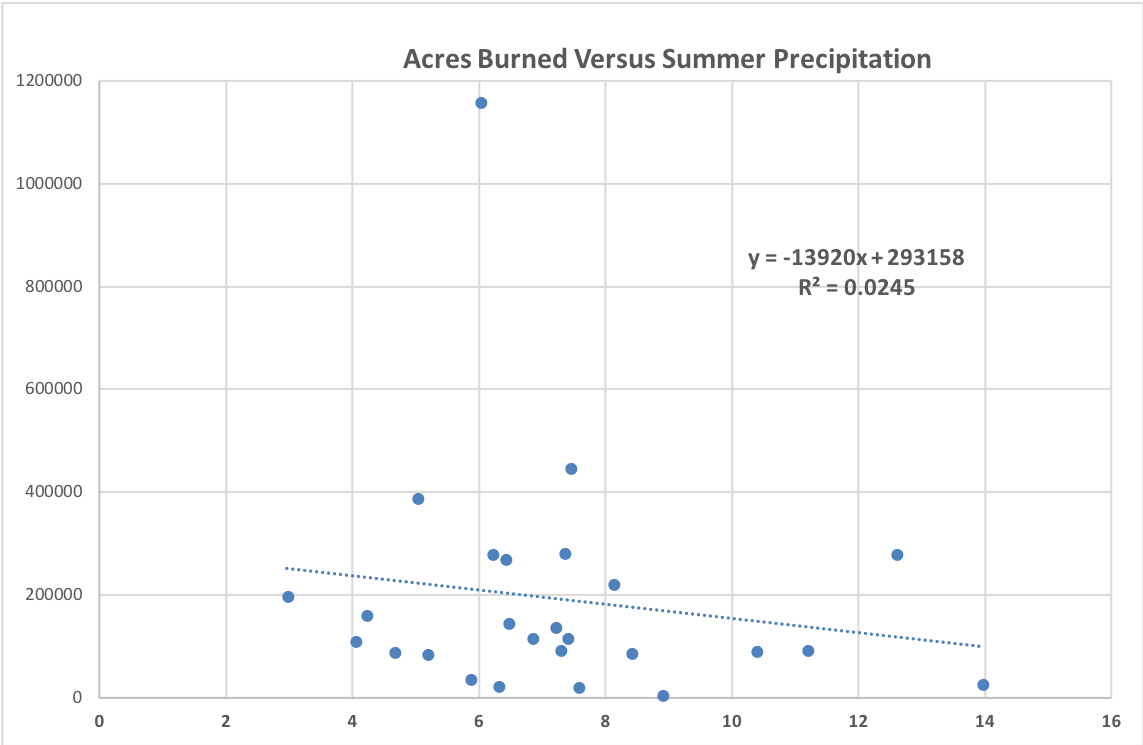 Acres Burned Versus Summer Precipitation
1200000
1000000
y = -13920x + 293158
800000
R² = 0.0245
600000
400000
200000
0
0 2 4 6 8 10 12 14 16